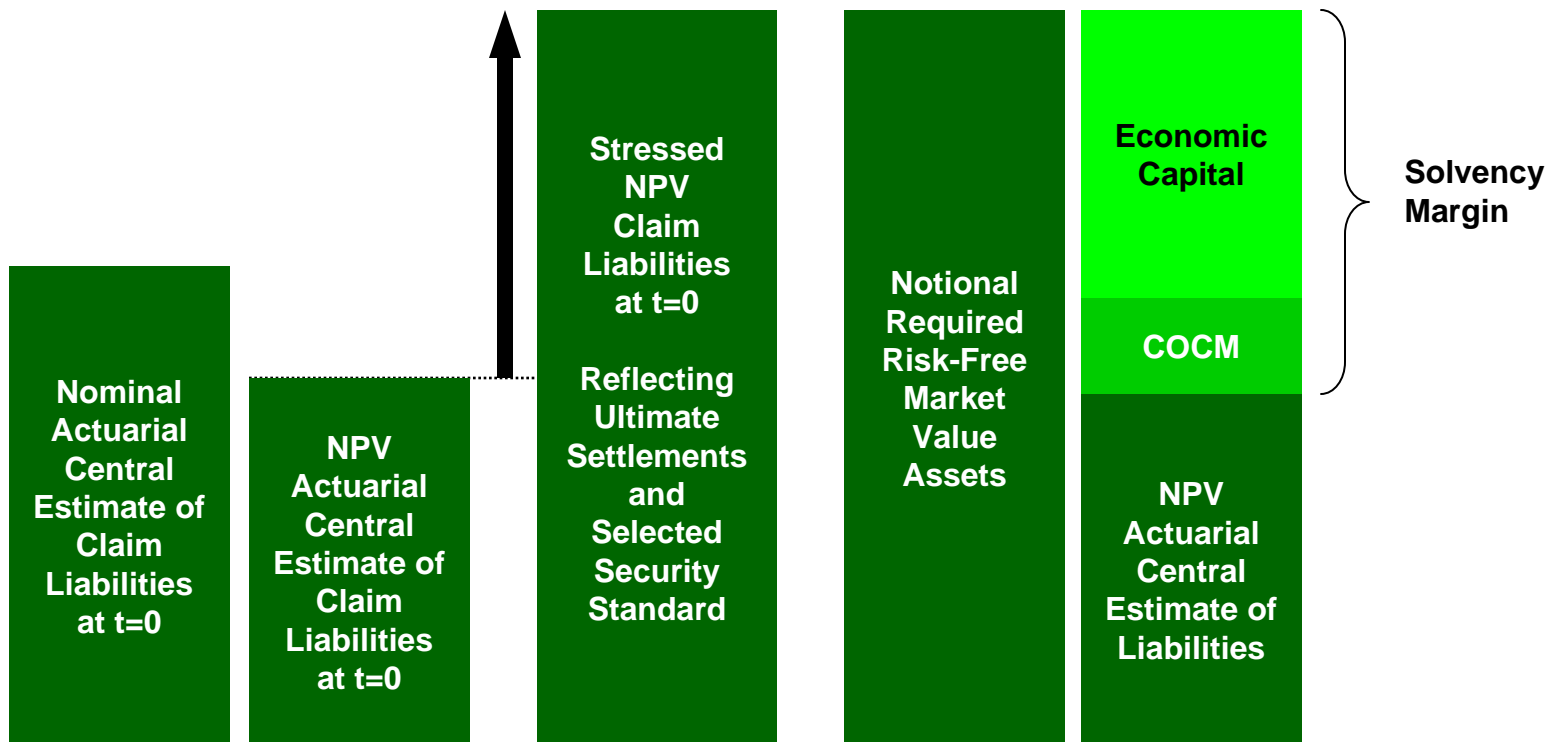 Nominal
Actuarial
Central
Estimate of
Claim
Liabilities
at t=0
NPV
Actuarial
Central
Estimate of
Claim
Liabilities
at t=0
Stressed
NPV
Claim
Liabilities
at t=0
Reflecting
Ultimate
Settlements
and
Selected
Security
Standard
Notional
Required
Risk-Free
Market
Value
Assets
Economic
Capital
COCM
NPV
Actuarial
Central
Estimate of
Liabilities
Solvency
Margin